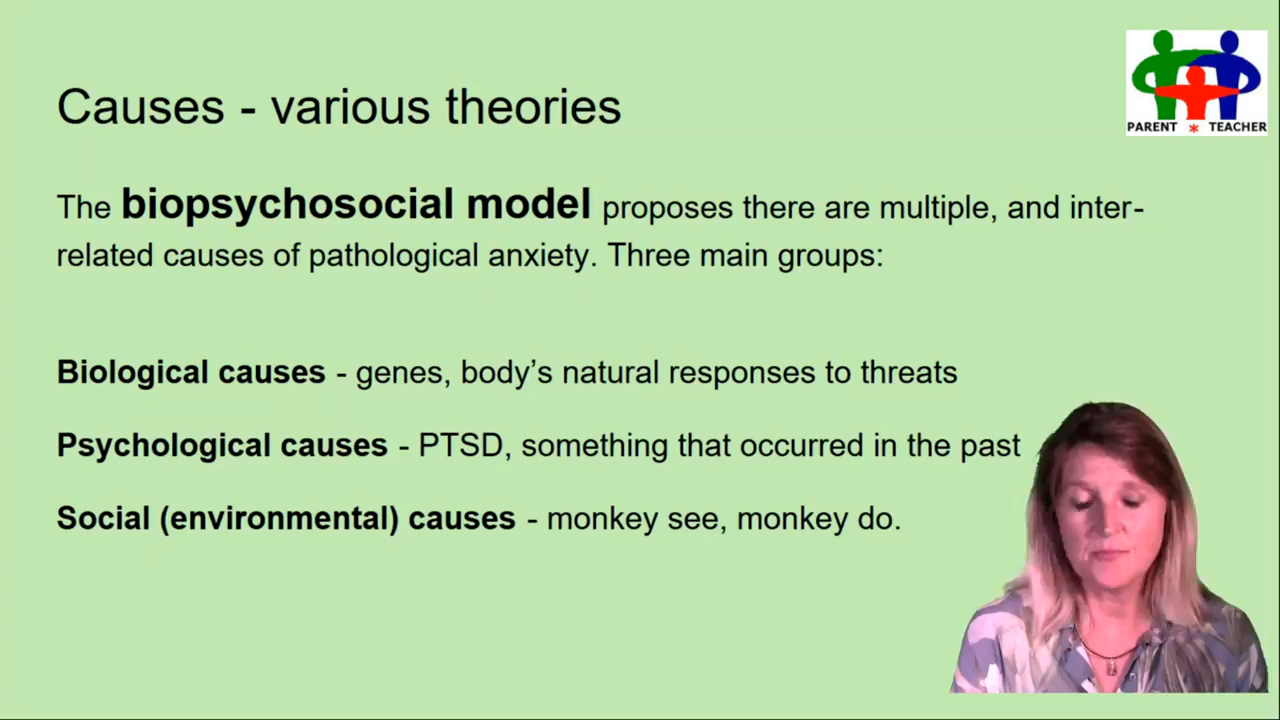 Causes - various theories
PARENT * TEACHER
The biopsychosocial model proposes there are multiple, and inter-
related causes of pathological anxiety. Three main groups:
Biological causes - genes, body’s natural responses to threats
Psychological causes - PTSD, something that occurred in the past
Social (environmental) causes - monkey see, monkey do.